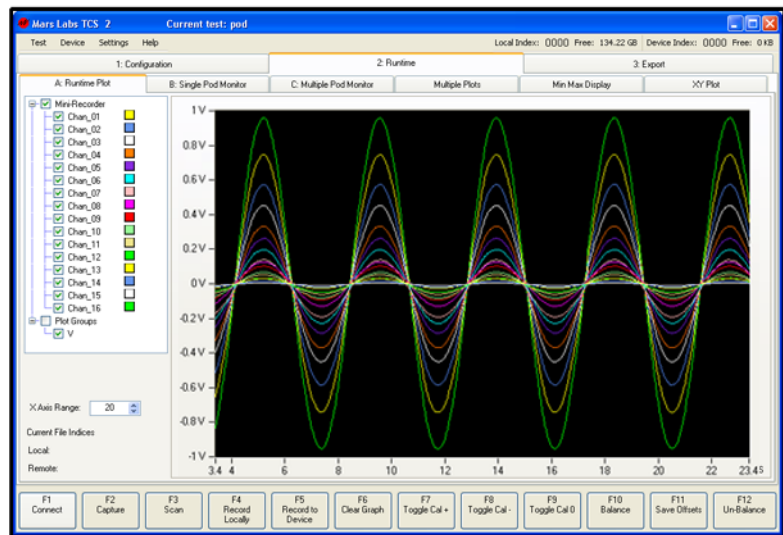 Mars Labs TCS 2 Current test: pod
Test Device Settings Help Local Index: 0000 Free: 134.22 GB Device Index: 0000 Free: 0 KB
1: Configuration 2: Runtime 3: Export
A: Runtime Plot B: Single Pod Monitor C: Multiple Pod Monitor Multiple Plots Min Max Display XY Plot
Mini-Recorder
Chan_01
Chan_02
Chan_03
Chan_04
Chan_05
Chan_06
Chan_07
Chan_08
Chan_09
Chan_10
Chan_11
Chan_12
Chan_13
Chan_14
Chan_15
Chan_16
Plot Groups
V
X Axis Range: 20
Current File Indices
Local:
Remote:
1 V
0.8 V
0.6 V
0.4 V
0.2 V
0 V
-0.2 V
-0.4 V
-0.6 V
-0.8 V
-1 V
3.4 4 6 8 10 12 14 16 18 20 22 23.4 s
F1 F2 F3 F4 F5 F6 F7 F8 F9 F10 F11 F12
Connect Capture Scan Record Locally Record to Device Clear Graph Toggle Cal + Toggle Cal - Toggle Cal 0 Balance Save Offsets Un-Balance